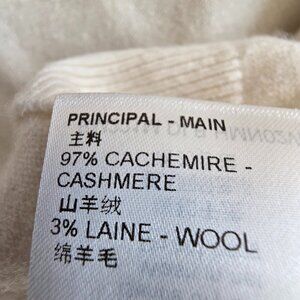 PRINCIPAL - MAIN
主料
97% CACHEMIRE -
CASHMERE
山羊绒
3% LAINE - WOOL
绵羊毛